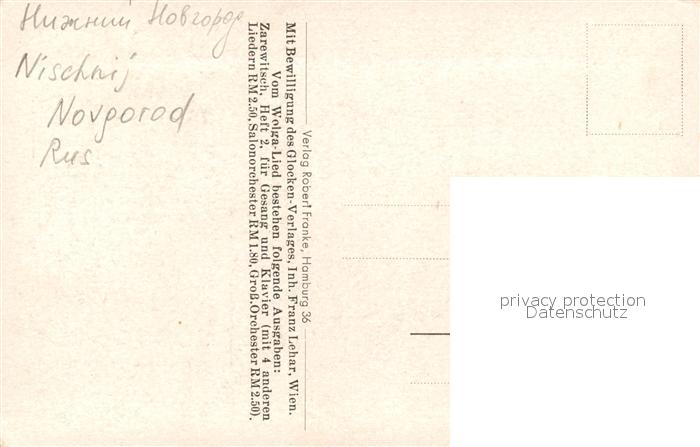 Нижний Новгород
Nischnij
Novgorod
Rus
Verlag Robert Franke, Hamburg 36
Mit Bewilligung des Glocken-Verlages, Inh. Franz Lehar, Wien.
Vom Wolga-Lied bestehen folgende Ausgaben:
Zarewitsch, Heft 2, für Gesang und Klavier (mit 4 anderen
Liedern RM 2.50, Salonorchester RM 1.80, Groß. Orchester RM 2.50).
privacy protection
Datenschutz